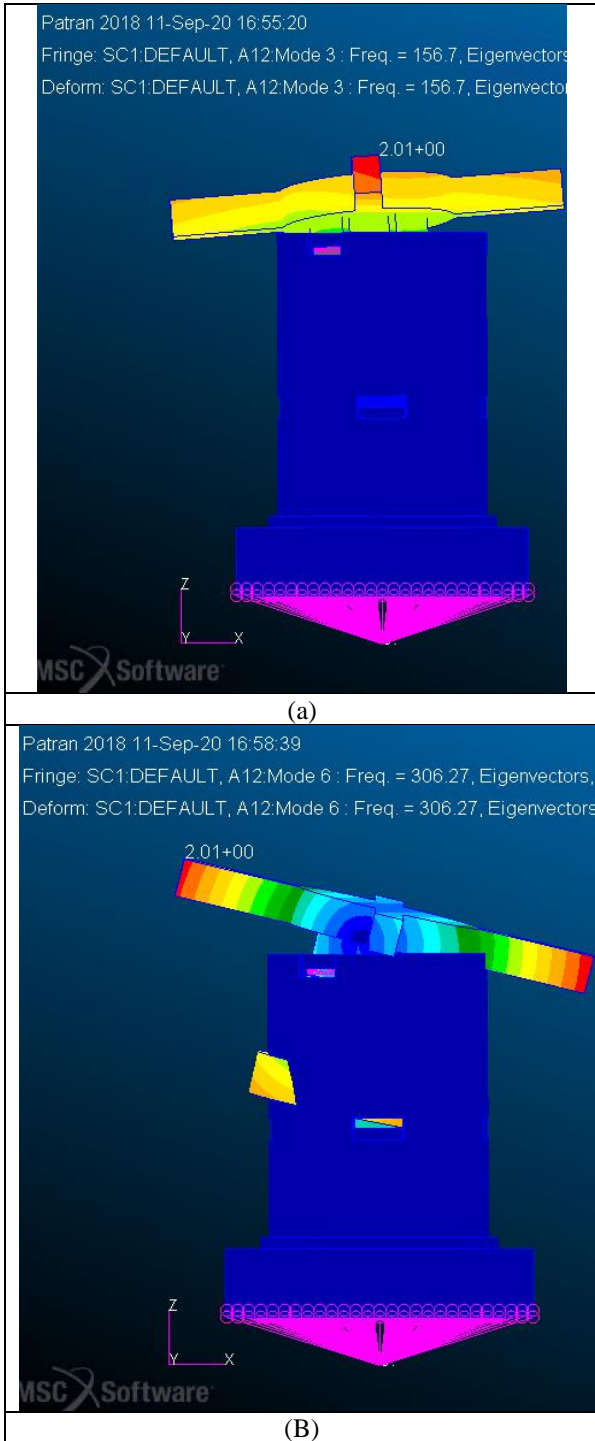 Patran 2018 11-Sep-20 16:55:20
Fringe: SC1:DEFAULT, A12:Mode 3 : Freq. = 156.7, Eigenvectors
Deform: SC1:DEFAULT, A12:Mode 3 : Freq. = 156.7, Eigenvector
2.01+00
Z
Y X
MSC Software
(a)
Patran 2018 11-Sep-20 16:58:39
Fringe: SC1:DEFAULT, A12:Mode 6 : Freq. = 306.27, Eigenvectors,
Deform: SC1:DEFAULT, A12:Mode 6 : Freq. = 306.27, Eigenvectors
2.01+00
Z
Y X
MSC Software
(B)